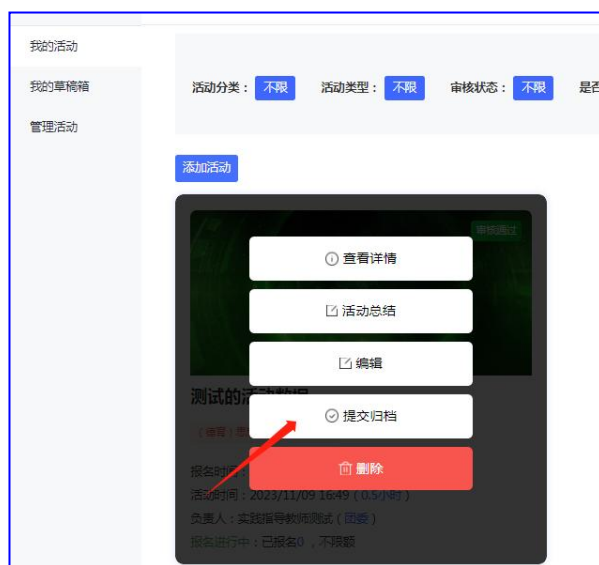 我的活动
我的草稿箱
管理活动
活动分类： 不限 活动类型： 不限 审核状态： 不限 是否
添加活动
审核通过
查看详情
活动总结
编辑
测试的活动数据
提交归档
删除
报名时间：
活动时间：2023/11/09 16:49（0.5小时）
负责人：实践指导教师测试（团委）
报名进行中：已报名0 ，不限额